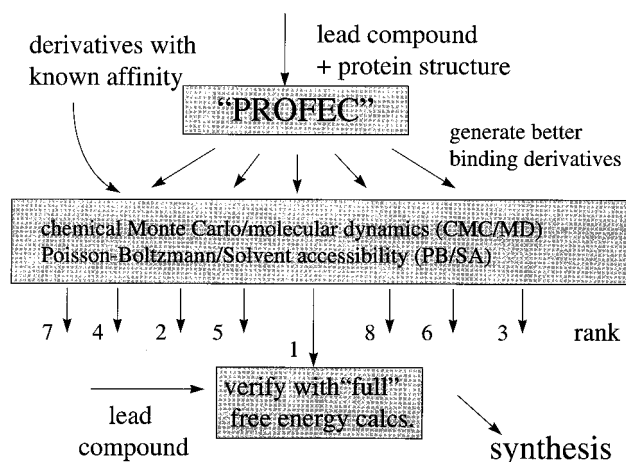 derivatives with
known affinity
lead compound
+ protein structure
"PROFEC"
generate better
binding derivatives
chemical Monte Carlo/molecular dynamics (CMC/MD)
Poisson-Boltzmann/Solvent accessibility (PB/SA)
7 4 2 5 1 8 6 3 rank
verify with"full"
free energy calcs.
lead
compound
synthesis